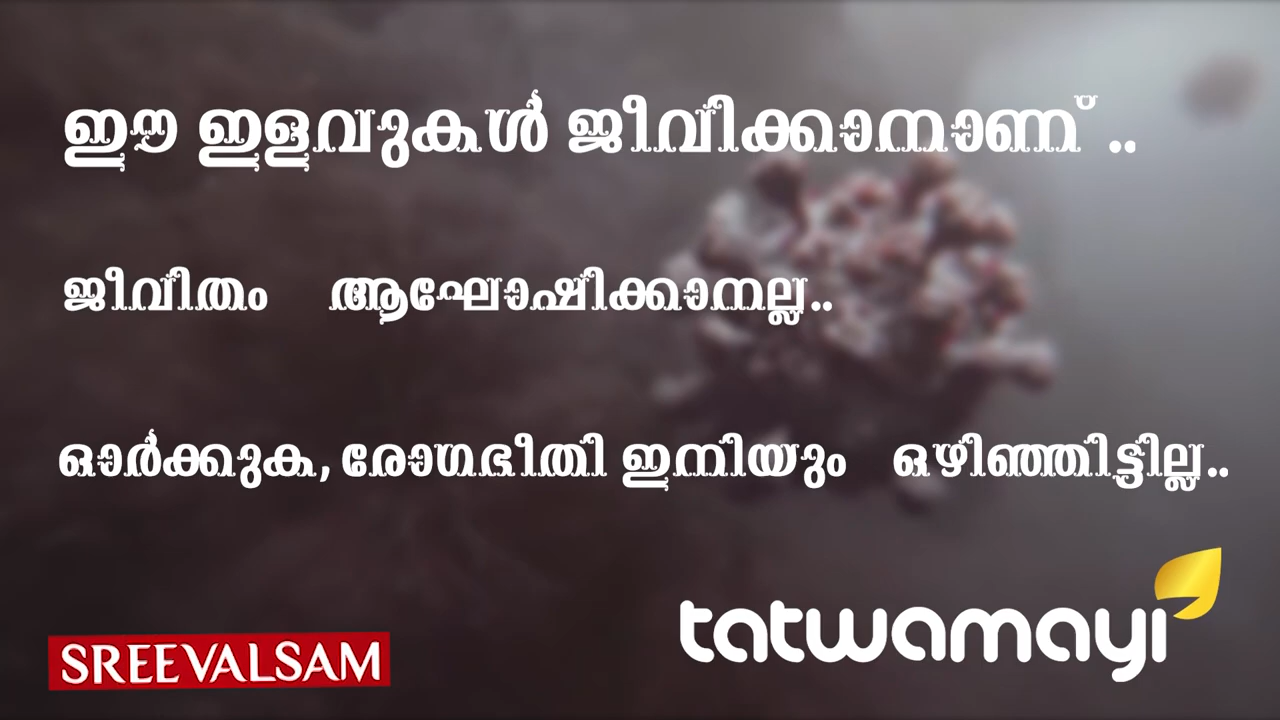 ഈ ഇളവുകൾ ജീവിക്കാനാണ് ..
ജീവിതം ആഘോഷിക്കാനല്ല..
ഓർക്കുക, രോഗഭീതി ഇനിയും ഒഴിഞ്ഞിട്ടില്ല..
tatwamayi
SREEVALSAM